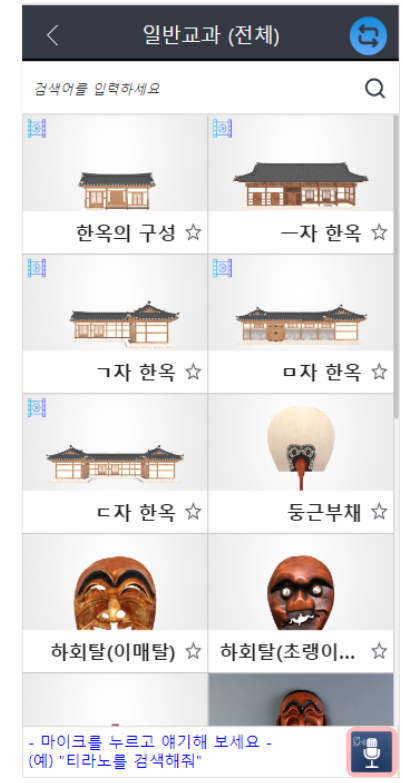 일반교과 (전체)
검색어를 입력하세요
한옥의 구성
ㅡ자 한옥
ㄱ자 한옥
ㅁ자 한옥
ㄷ자 한옥
둥근부채
하회탈(이매탈)
하회탈(초랭이...
- 마이크를 누르고 얘기해 보세요 -
(예) "티라노를 검색해줘"